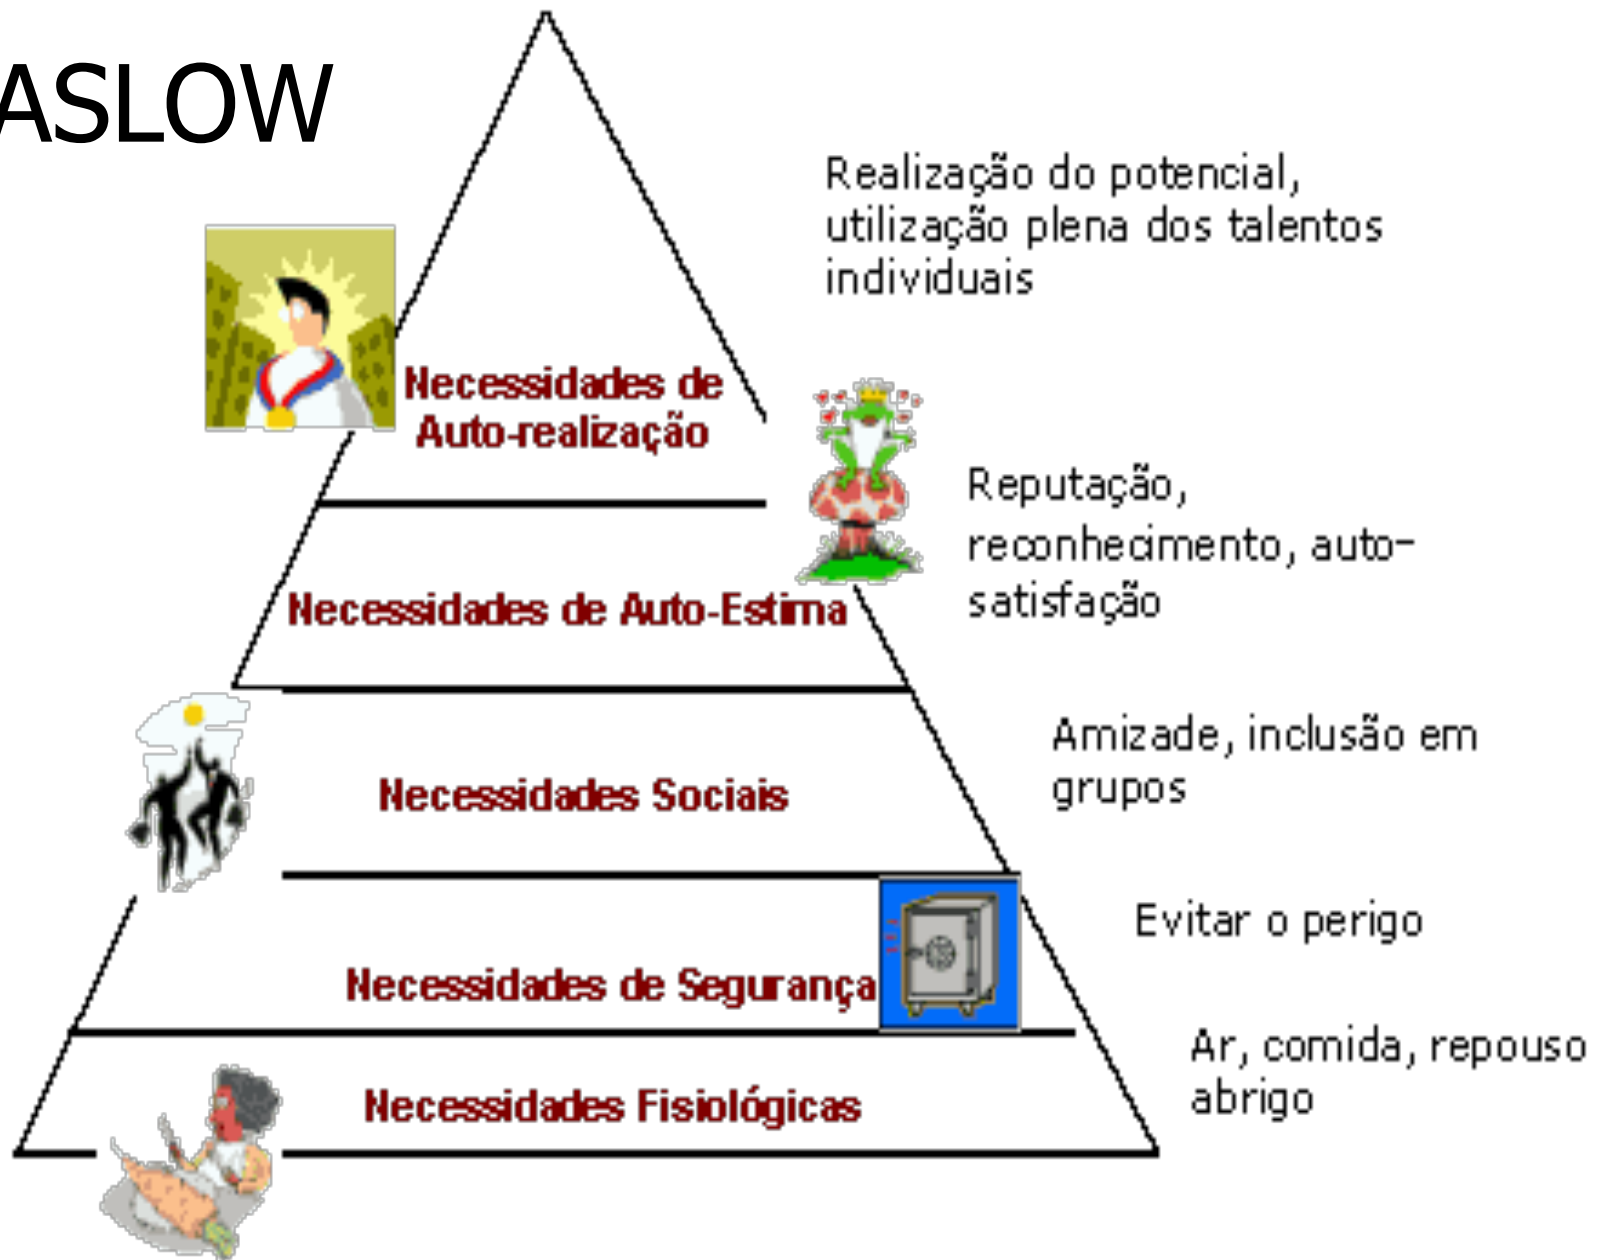 ASLOW
Realização do potencial,
utilização plena dos talentos
individuais
Necessidades de
Auto-realização
Reputação,
reconhecimento, auto-
satisfação
Necessidades de Auto-Estima
Amizade, inclusão em
grupos
Necessidades Sociais
Evitar o perigo
Necessidades de Segurança
Ar, comida, repouso
abrigo
Necessidades Fisiológicas